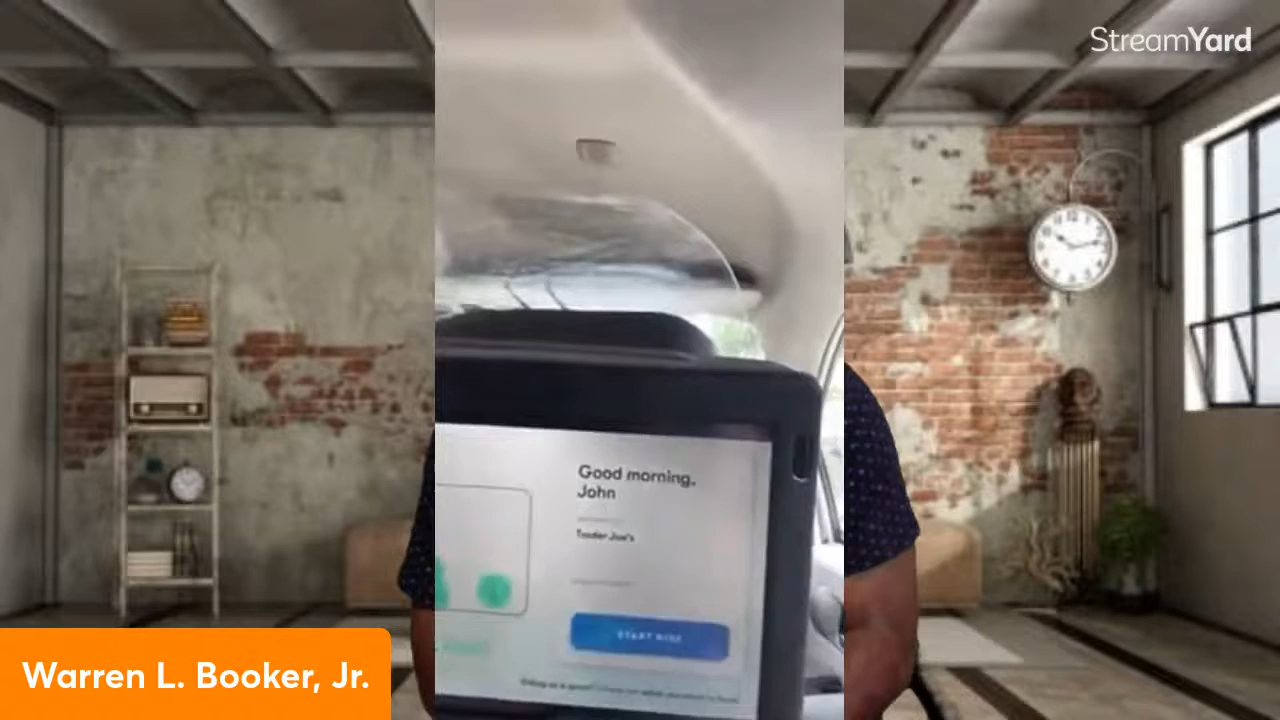 StreamYard
Good morning,
John
Trader Joe's
START RIDE
Warren L. Booker, Jr.